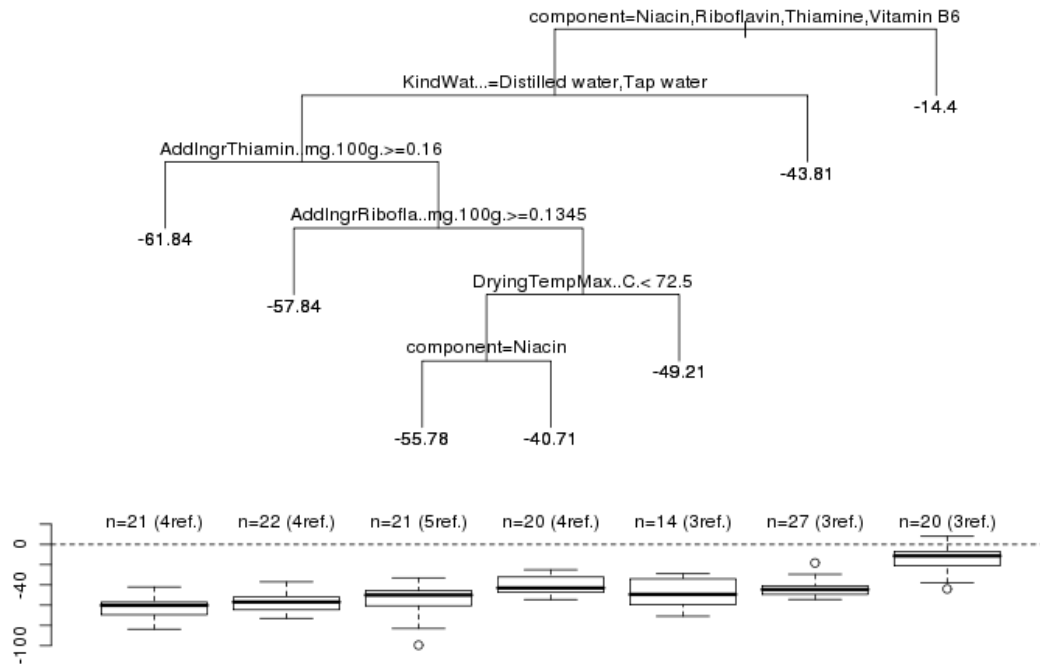 component=Niacin,Riboflavin,Thiamine,Vitamin B6
KindWat...=Distilled water,Tap water
-14.4
AddIngrThiamin..mg.100g.>=0.16
-43.81
AddIngrRibofla..mg.100g.>=0.1345
-61.84
DryingTempMax..C.< 72.5
-57.84
component=Niacin
-49.21
-55.78
-40.71
n=21 (4ref.)
n=22 (4ref.)
n=21 (5ref.)
n=20 (4ref.)
n=14 (3ref.)
n=27 (3ref.)
n=20 (3ref.)
0
-40
-100